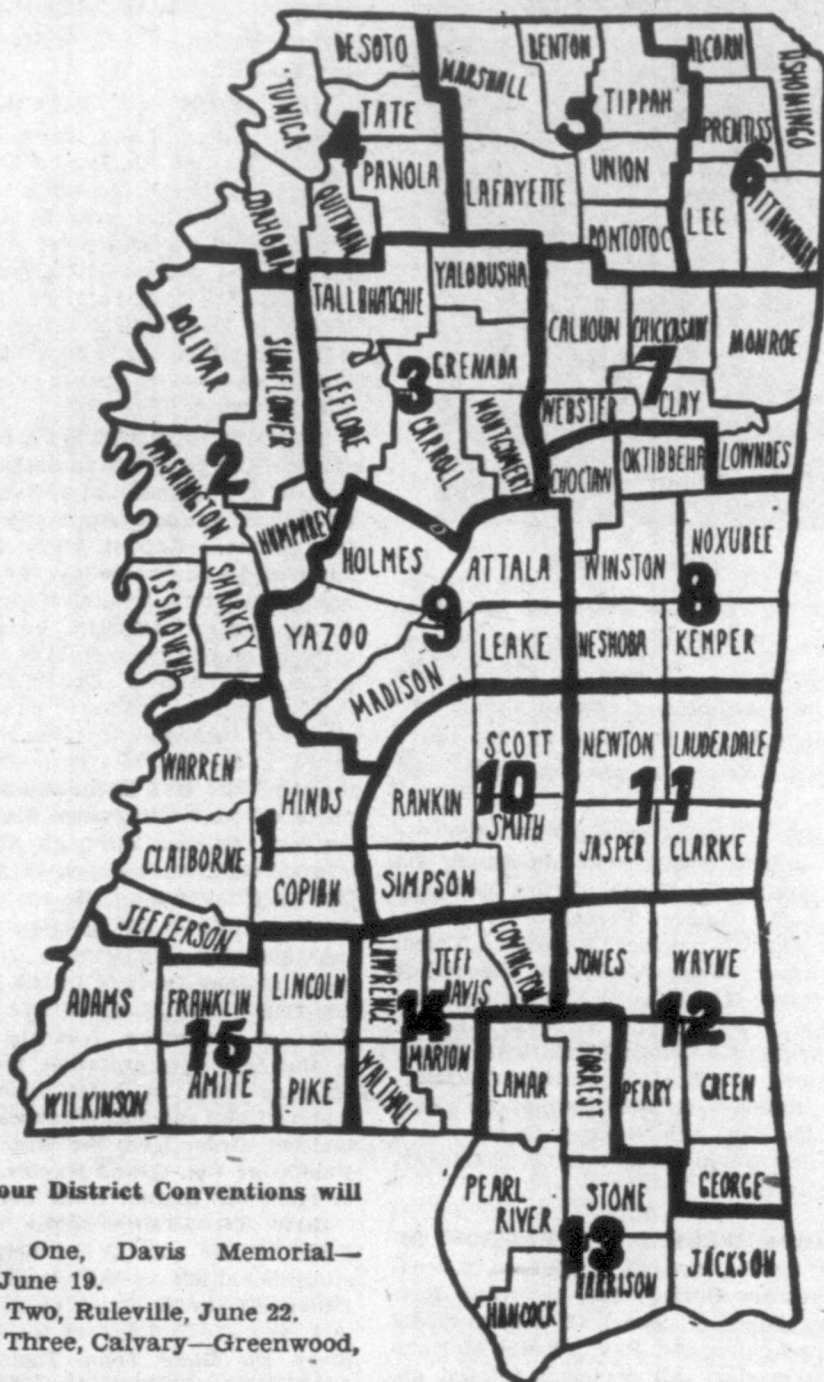 DESOTO
BENTON
ALCORN
TISHOMINGO
MARSHALL
TUNICA
TATE
TIPPAH
PRENTISS
4
5
6
PANOLA
UNION
LAFAYETTE
QUITMAN
LEE
ITTAWAMBA
COAHOMA
PONTOTOC
TALLAHATCHIE
YALOBUSHA
BOLIVAR
SUNFLOWER
CALHOUN
CHICKASAW
MONROE
GRENADA
LEFLORE
3
7
WEBSTER
CLAY
CARROLL
MONTGOMERY
WASHINGTON
2
CHOCTAW
OKTIBBEHA
LOWNDES
HUMPHREY
HOLMES
ATTALA
WINSTON
NOXUBEE
ISSAQUENA
SHARKEY
9
8
YAZOO
LEAKE
NESHOBA
KEMPER
MADISON
WARREN
SCOTT
NEWTON
LAUDERDALE
HINDS
RANKIN
10
11
SMITH
CLAIBORNE
1
JASPER
CLARKE
COPIAH
SIMPSON
JEFFERSON
LAWRENCE
JEFF
DAVIS
COVINGTON
JONES
WAYNE
ADAMS
FRANKLIN
LINCOLN
14
12
15
MARION
AMITE
PIKE
WALTHALL
LAMAR
FORREST
PERRY
GREEN
WILKINSON
GEORGE
PEARL
RIVER
STONE
13
HARRISON
JACKSON
HANCOCK
our District Conventions will
One, Davis Memorial—
June 19.
Two, Ruleville, June 22.
Three, Calvary—Greenwood,